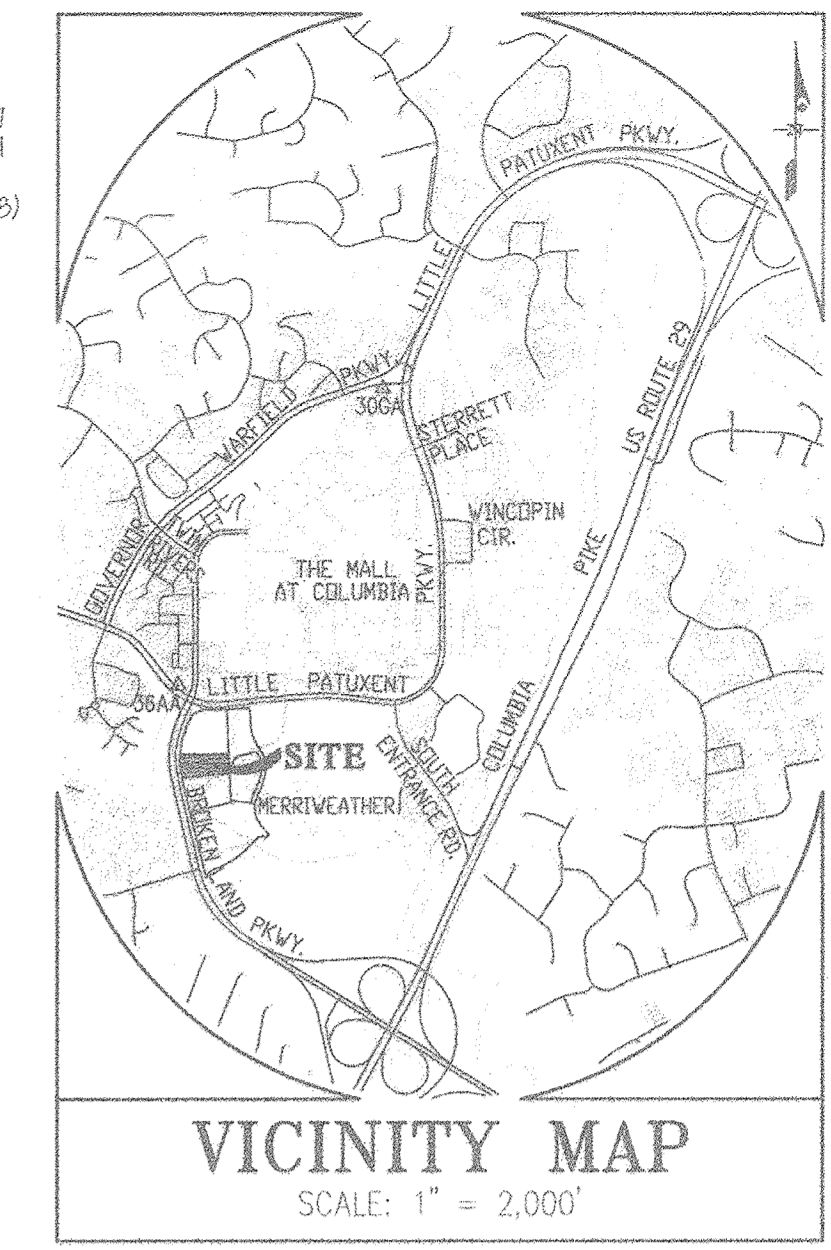 8)
PATUXENT PKWY.
LITTLE
US ROUTE 29
PKWY.
WARFIELD
30GA
STERRETT
PLACE
WINCOPIN
CIR.
GOVERNOR
TWIN
RIVERS
THE MALL
AT COLUMBIA
PKWY.
PIKE
LITTLE PATUXENT
36AA
COLUMBIA
SITE
SOUTH
ENTRANCE RD.
MERRIWEATHER
BROKEN LAND PKWY.
VICINITY MAP
SCALE: 1" = 2,000'